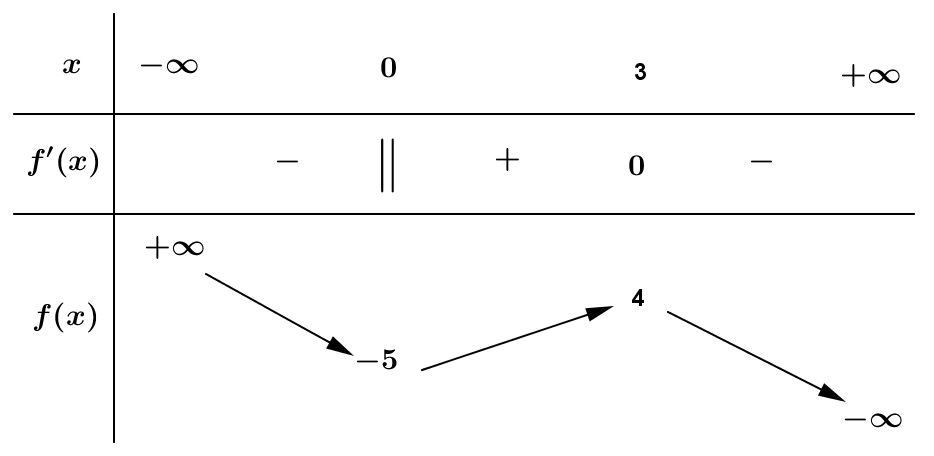 x −∞ 0 3 +∞
f′(x) − || + 0 −
+∞
4
f(x)
−5
−∞